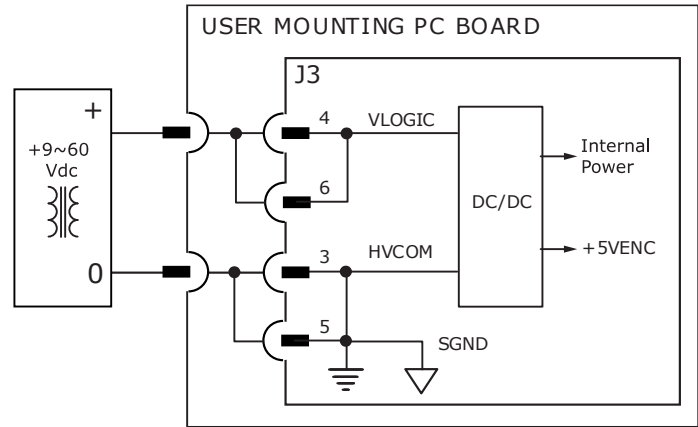 USER MOUNTING PC BOARD
J3
+
+9~60
Vdc
0
4
VLOGIC
6
3
HVCOM
5
SGND
DC/DC
Internal
Power
+5VENC